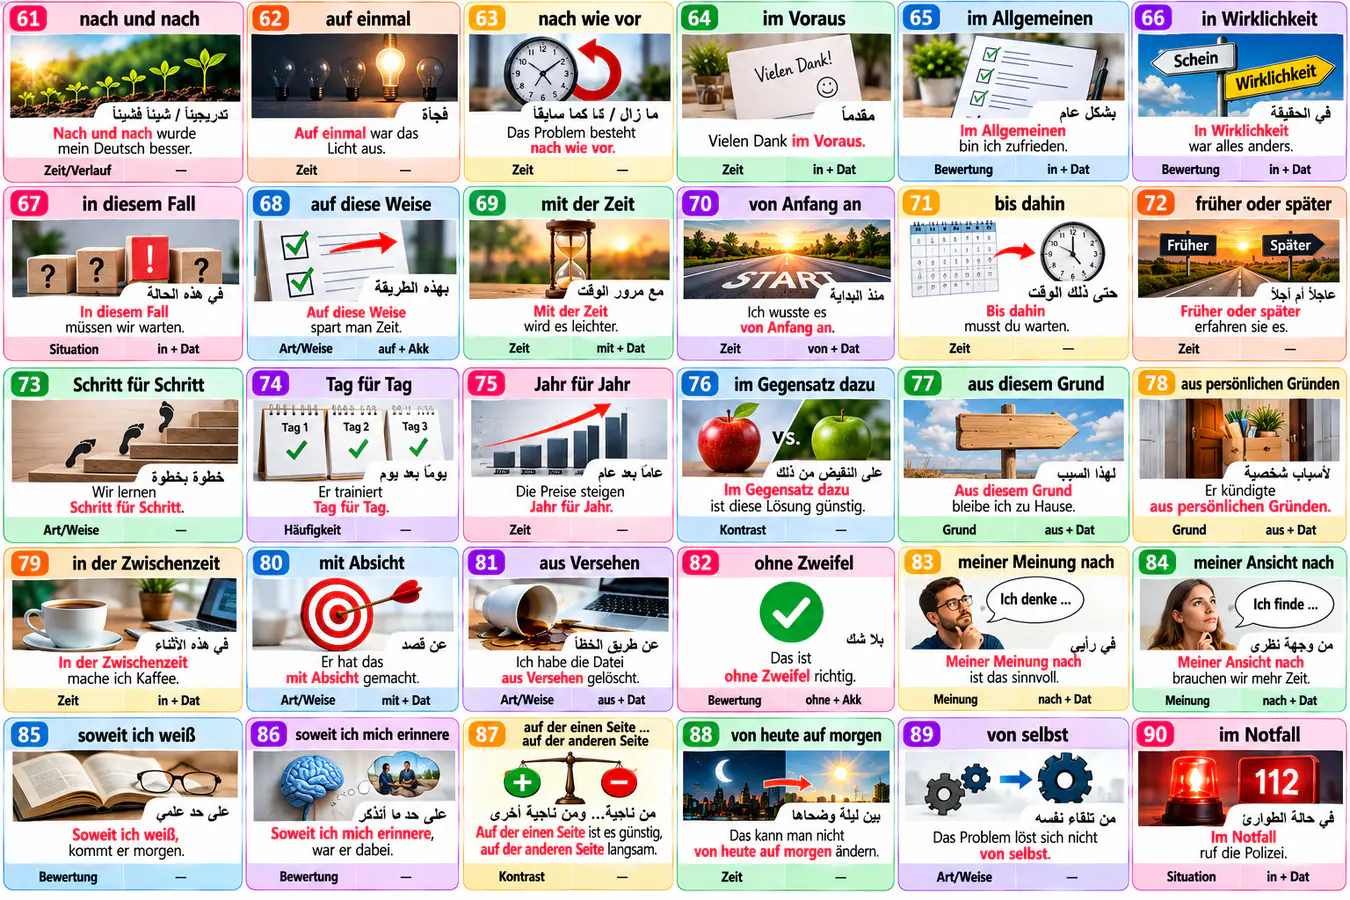 61 nach und nach
تدريجيناً / شيئاً فشيئاً
Nach und nach wurde
mein Deutsch besser.
Zeit/Verlauf —
62 auf einmal
فجأة
Auf einmal war das
Licht aus.
Zeit —
63 nach wie vor
12
ما زال / كما سابقاً
Das Problem besteht
nach wie vor.
Zeit —
64 im Voraus
Vielen Dank!
مقدماً
Vielen Dank im Voraus.
Zeit in + Dat
65 im Allgemeinen
بشكل عام
Im Allgemeinen
bin ich zufrieden.
Bewertung in + Dat
66 in Wirklichkeit
Schein
Wirklichkeit
في الحقيقة
In Wirklichkeit
war alles anders.
Bewertung in + Dat
67 in diesem Fall
? ? ! ?
في هذه الحالة
In diesem Fall
müssen wir warten.
Situation in + Dat
68 auf diese Weise
بهذه الطريقة
Auf diese Weise
spart man Zeit.
Art/Weise auf + Akk
69 mit der Zeit
مع مرور الوقت
Mit der Zeit
wird es leichter.
Zeit mit + Dat
70 von Anfang an
START
منذ البداية
Ich wusste es
von Anfang an.
Zeit von + Dat
71 bis dahin
حتى ذلك الوقت
Bis dahin
musst du warten.
Zeit —
72 früher oder später
Früher Später
عاجلاً أم آجلاً
Früher oder später
erfahren sie es.
Zeit —
73 Schritt für Schritt
خطوة بخطوة
Wir lernen
Schritt für Schritt.
Art/Weise —
74 Tag für Tag
Tag 1 Tag 2 Tag 3
يومًا بعد يوم
Er trainiert
Tag für Tag.
Häufigkeit —
75 Jahr für Jahr
عامًا بعد عام
Die Preise steigen
Jahr für Jahr.
Zeit —
76 im Gegensatz dazu
vs.
على النقيض من ذلك
Im Gegensatz dazu
ist diese Lösung günstig.
Kontrast —
77 aus diesem Grund
لهذا السبب
Aus diesem Grund
bleibe ich zu Hause.
Grund aus + Dat
78 aus persönlichen Gründen
لأسباب شخصية
Er kündigte
aus persönlichen Gründen.
Grund aus + Dat
79 in der Zwischenzeit
في هذه الأثناء
In der Zwischenzeit
mache ich Kaffee.
Zeit in + Dat
80 mit Absicht
عن قصد
Er hat das
mit Absicht gemacht.
Art/Weise mit + Dat
81 aus Versehen
عن طريق الخطأ
Ich habe die Datei
aus Versehen gelöscht.
Art/Weise aus + Dat
82 ohne Zweifel
بلا شك
Das ist
ohne Zweifel richtig.
Bewertung ohne + Akk
83 meiner Meinung nach
Ich denke ...
في رأيي
Meiner Meinung nach
ist das sinnvoll.
Meinung nach + Dat
84 meiner Ansicht nach
Ich finde ...
من وجهة نظري
Meiner Ansicht nach
brauchen wir mehr Zeit.
Meinung nach + Dat
85 soweit ich weiß
على حد علمي
Soweit ich weiß,
kommt er morgen.
Bewertung —
86 soweit ich mich erinnere
على حد ما أتذكر
Soweit ich mich erinnere,
war er dabei.
Bewertung —
87 auf der einen Seite ...
auf der anderen Seite
من ناحية... ومن ناحية أخرى
Auf der einen Seite ist es günstig,
auf der anderen Seite langsam.
Kontrast —
88 von heute auf morgen
بين ليلة وضحاها
Das kann man nicht
von heute auf morgen ändern.
Zeit —
89 von selbst
من تلقاء نفسه
Das Problem löst sich nicht
von selbst.
Art/Weise —
90 im Notfall
112
في حالة الطوارئ
Im Notfall
ruf die Polizei.
Situation in + Dat